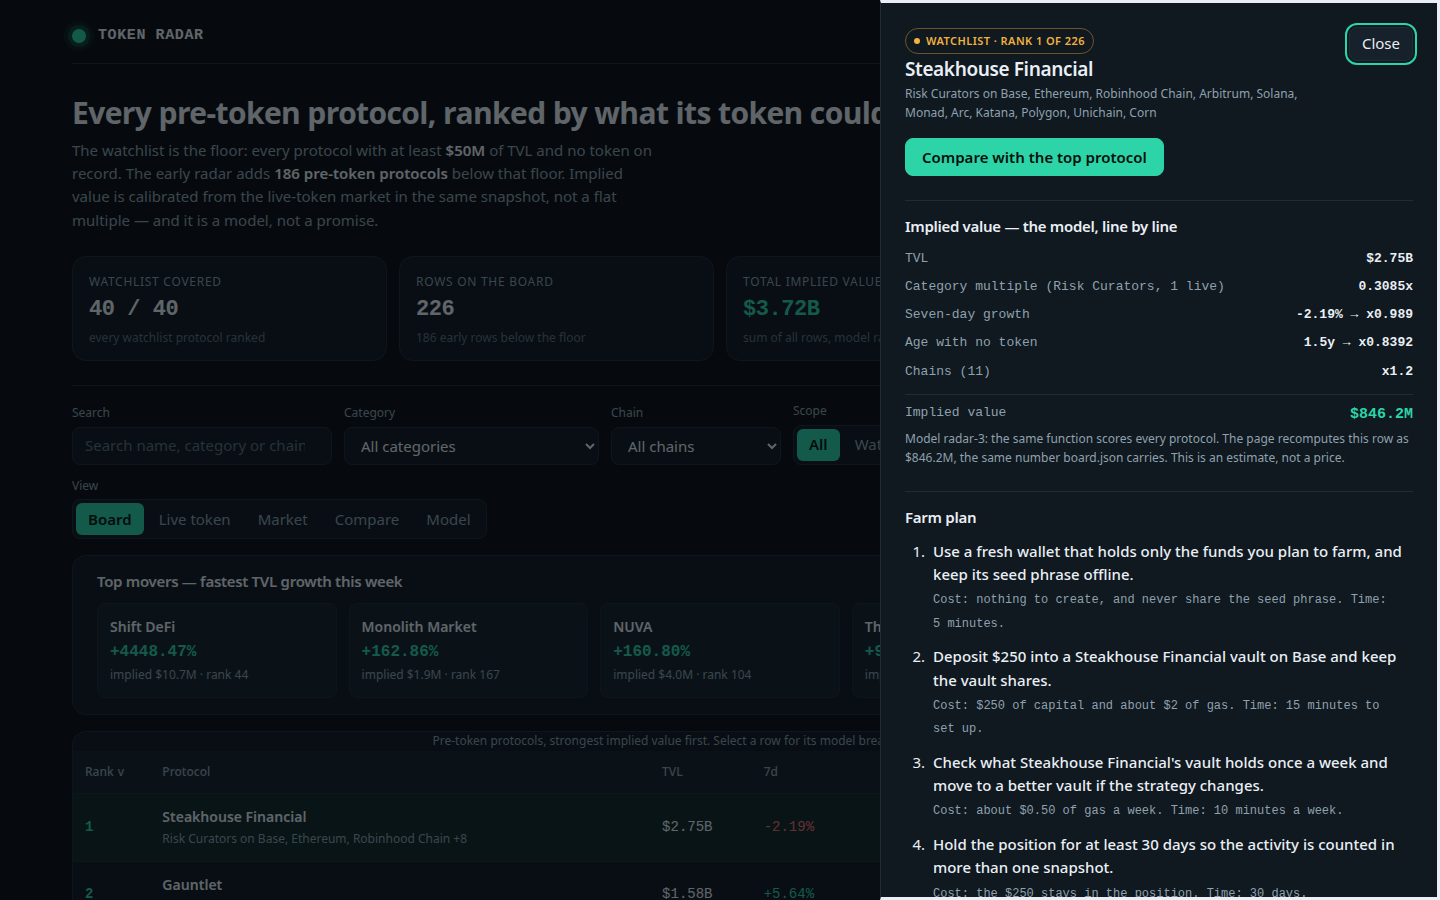 TOKEN RADAR
Every pre-token protocol, ranked by what its token could
The watchlist is the floor: every protocol with at least $50M of TVL and no token on
record. The early radar adds 186 pre-token protocols below that floor. Implied
value is calibrated from the live-token market in the same snapshot, not a flat
multiple — and it is a model, not a promise.
WATCHLIST COVERED
40 / 40
every watchlist protocol ranked
ROWS ON THE BOARD
226
186 early rows below the floor
TOTAL IMPLIED VALUE
$3.72B
sum of all rows, model
Search
Search name, category or chain
Category
All categories
Chain
All chains
Scope
All
View
Board Live token Market Compare Model
Top movers — fastest TVL growth this week
Shift DeFi
+4448.47%
implied $10.7M · rank 44
Monolith Market
+162.86%
implied $1.9M · rank 167
NUVA
+160.80%
implied $4.0M · rank 104
Pre-token protocols, strongest implied value first. Select a row for its model
Rank v Protocol TVL 7d
1 Steakhouse Financial $2.75B -2.19%
Risk Curators on Base, Ethereum, Robinhood Chain +8
2 Gauntlet $1.58B +5.64%
WATCHLIST · RANK 1 OF 226
Close
Steakhouse Financial
Risk Curators on Base, Ethereum, Robinhood Chain, Arbitrum, Solana,
Monad, Arc, Katana, Polygon, Unichain, Corn
Compare with the top protocol
Implied value — the model, line by line
TVL $2.75B
Category multiple (Risk Curators, 1 live) 0.3085x
Seven-day growth -2.19% → x0.989
Age with no token 1.5y → x0.8392
Chains (11) x1.2
Implied value $846.2M
Model radar-3: the same function scores every protocol. The page recomputes this row as
$846.2M, the same number board.json carries. This is an estimate, not a price.
Farm plan
1. Use a fresh wallet that holds only the funds you plan to farm, and
keep its seed phrase offline.
Cost: nothing to create, and never share the seed phrase. Time:
5 minutes.
2. Deposit $250 into a Steakhouse Financial vault on Base and keep
the vault shares.
Cost: $250 of capital and about $2 of gas. Time: 15 minutes to
set up.
3. Check what Steakhouse Financial's vault holds once a week and
move to a better vault if the strategy changes.
Cost: about $0.50 of gas a week. Time: 10 minutes a week.
4. Hold the position for at least 30 days so the activity is counted in
more than one snapshot.
Cost: the $250 stays in the position. Time: 30 days.